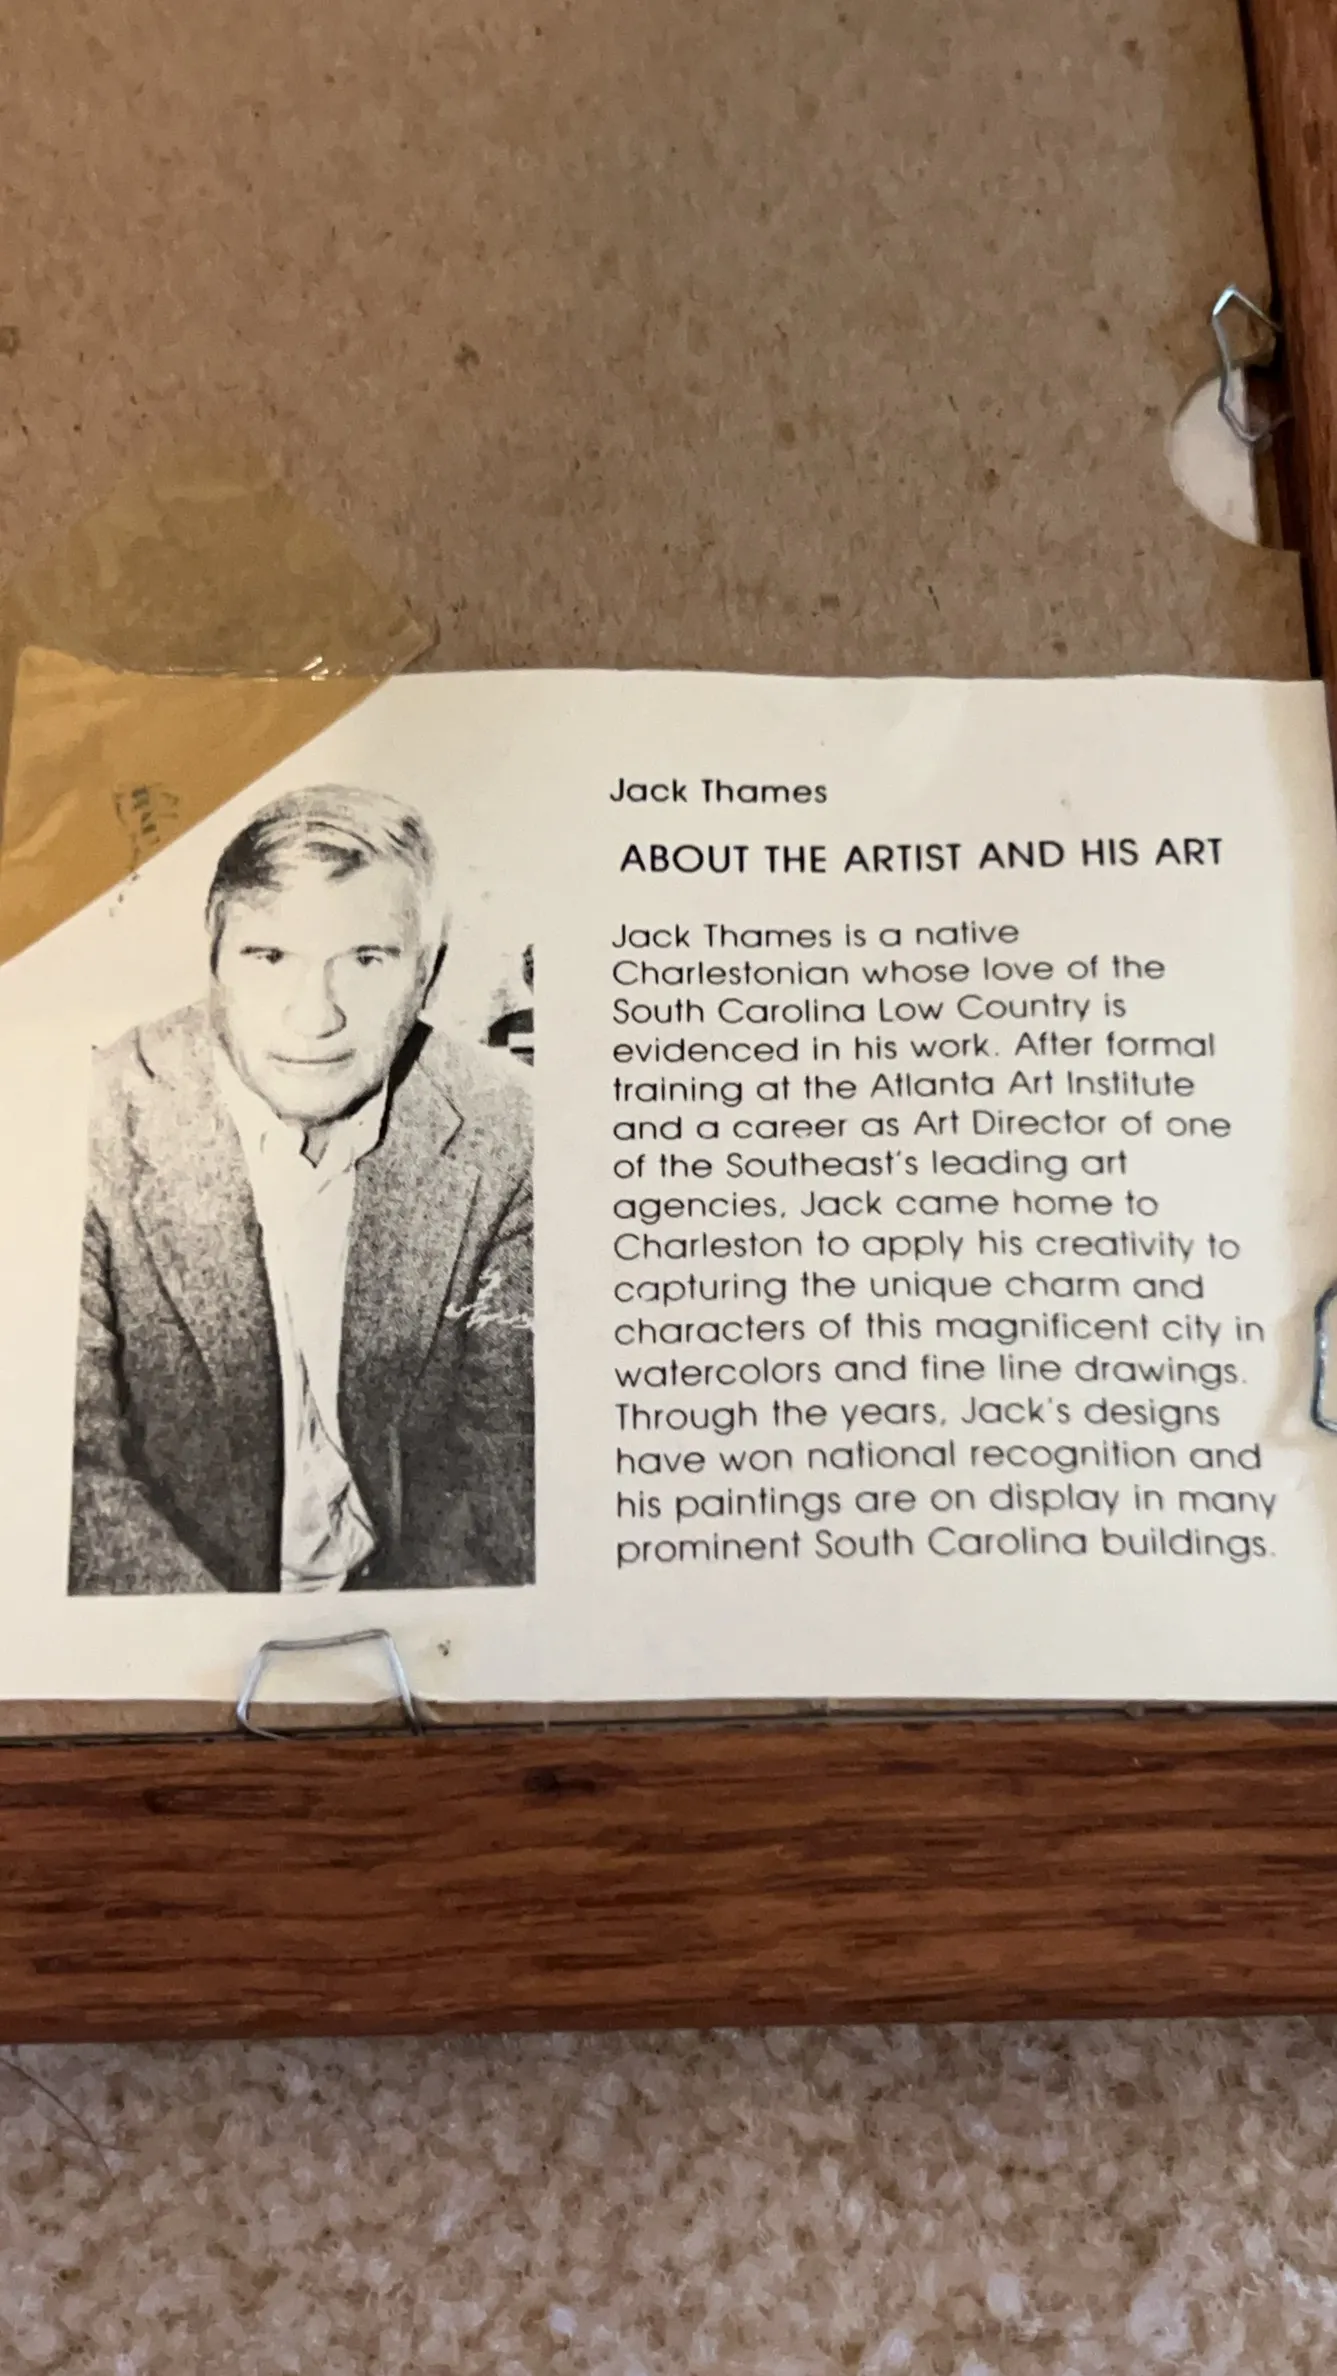 Jack Thames
ABOUT THE ARTIST AND HIS ART
Jack Thames is a native
Charlestonian whose love of the
South Carolina Low Country is
evidenced in his work. After formal
training at the Atlanta Art Institute
and a career as Art Director of one
of the Southeast's leading art
agencies, Jack came home to
Charleston to apply his creativity to
capturing the unique charm and
characters of this magnificent city in
watercolors and fine line drawings.
Through the years, Jack's designs
have won national recognition and
his paintings are on display in many
prominent South Carolina buildings.